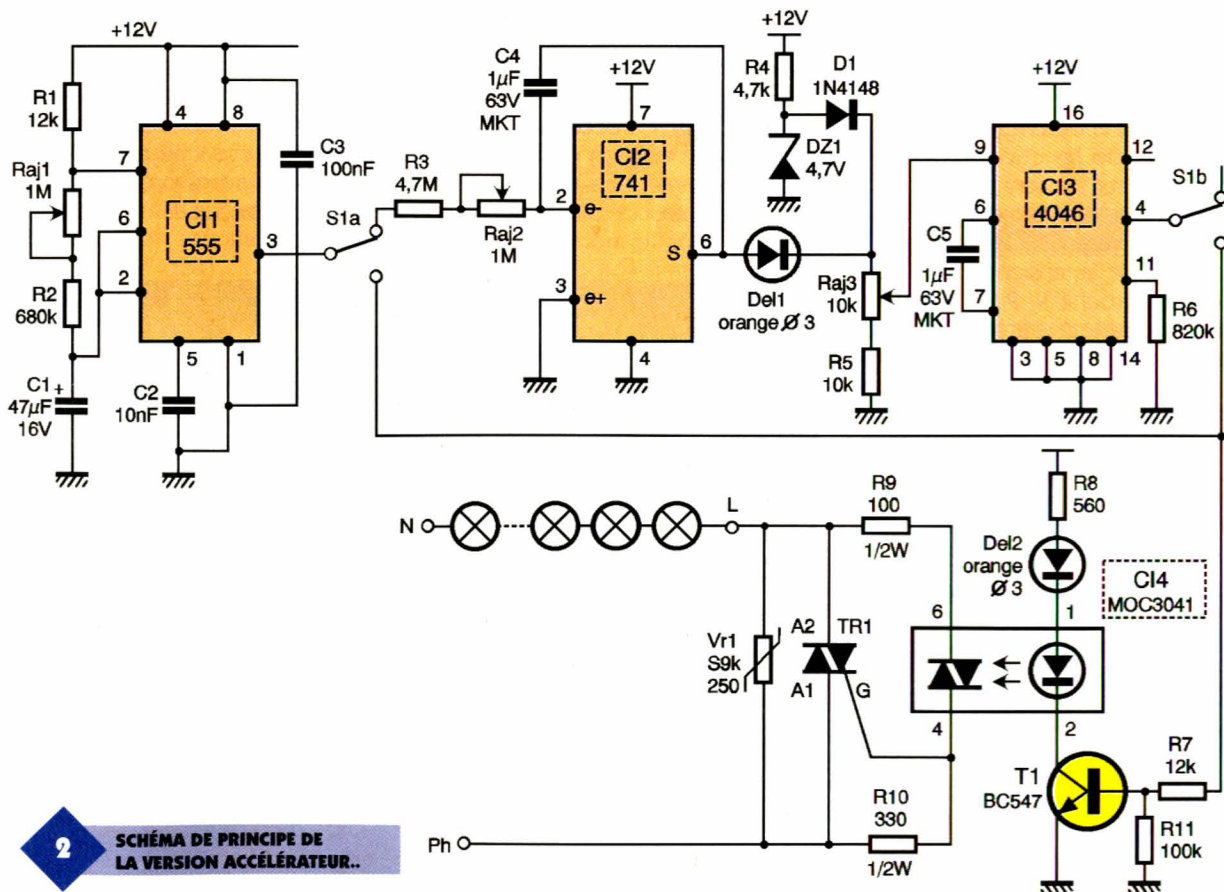 +12V
R1
12k
Raj1
1M
R2
680k
C1 +
47µF
16V
4
8
7
6
2
CI1
555
3
5
1
C2
10nF
C3
100nF
S1a
R3
4,7M
Raj2
1M
C4
1µF
63V
MKT
+12V
7
CI2
741
2
e-
3
e+
S
6
4
Del1
orange Ø 3
+12V
R4
4,7k
D1
1N4148
DZ1
4,7V
Raj3
10k
R5
10k
+12V
16
9
12
CI3
4046
6
4
C5
1µF
63V
MKT
7
11
3
5
8
14
S1b
R6
820k
N
L
R9
100
1/2W
Vr1
S9k
250
A2
TR1
A1
G
R10
330
1/2W
Ph
R8
560
Del2
orange
Ø 3
CI4
MOC3041
6
1
4
2
T1
BC547
R7
12k
R11
100k
2
SCHÉMA DE PRINCIPE DE
LA VERSION ACCÉLÉRATEUR..